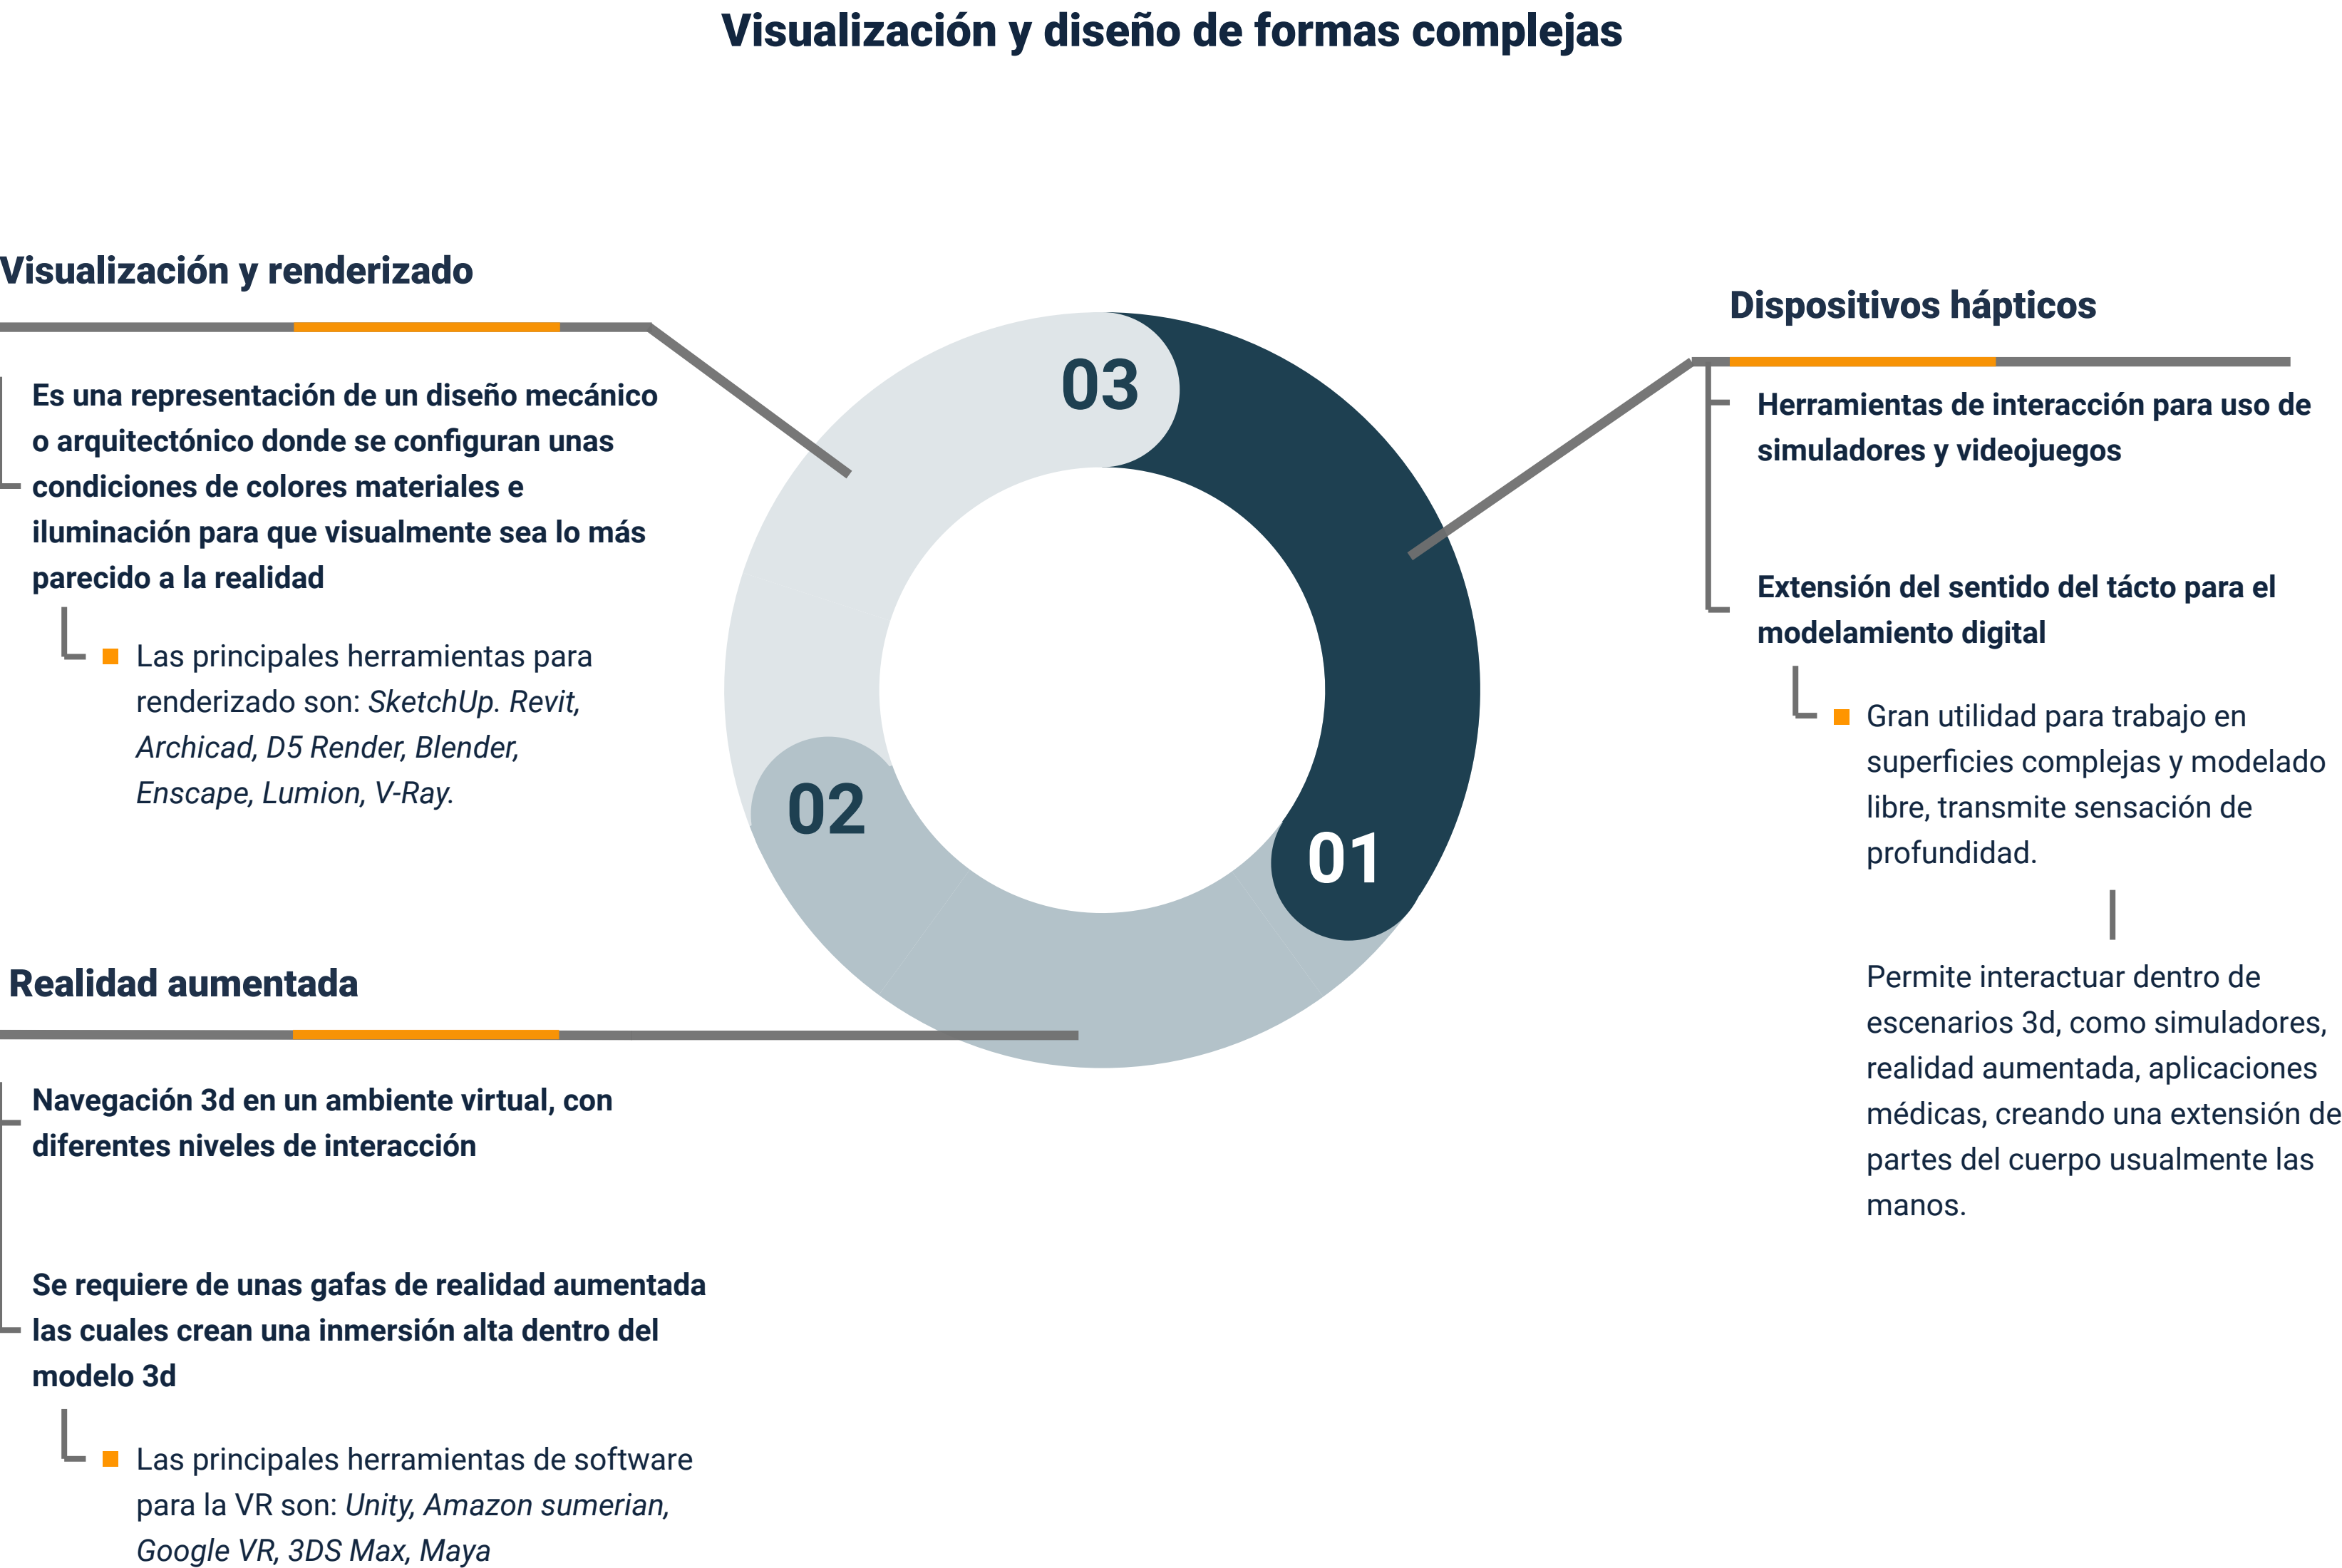 Visualización y diseño de formas complejas
Visualización y renderizado
Es una representación de un diseño mecánico
o arquitectónico donde se configuran unas
condiciones de colores materiales e
iluminación para que visualmente sea lo más
parecido a la realidad
Las principales herramientas para
renderizado son: SketchUp. Revit,
Archicad, D5 Render, Blender,
Enscape, Lumion, V-Ray.
Realidad aumentada
Navegación 3d en un ambiente virtual, con
diferentes niveles de interacción
Se requiere de unas gafas de realidad aumentada
las cuales crean una inmersión alta dentro del
modelo 3d
Las principales herramientas de software
para la VR son: Unity, Amazon sumerian,
Google VR, 3DS Max, Maya
03
02
01
Dispositivos hápticos
Herramientas de interacción para uso de
simuladores y videojuegos
Extensión del sentido del tácto para el
modelamiento digital
Gran utilidad para trabajo en
superficies complejas y modelado
libre, transmite sensación de
profundidad.
Permite interactuar dentro de
escenarios 3d, como simuladores,
realidad aumentada, aplicaciones
médicas, creando una extensión de
partes del cuerpo usualmente las
manos.